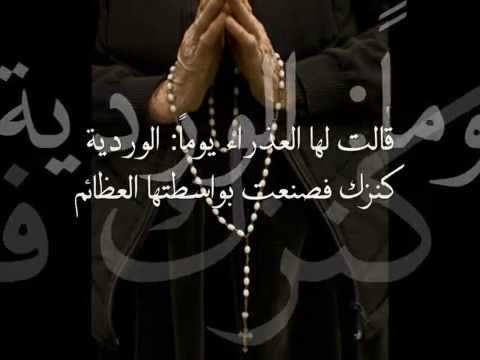 قالت لها العذراء يوماً: الوردية
كنزك فصنعت بواسطتها العظائم